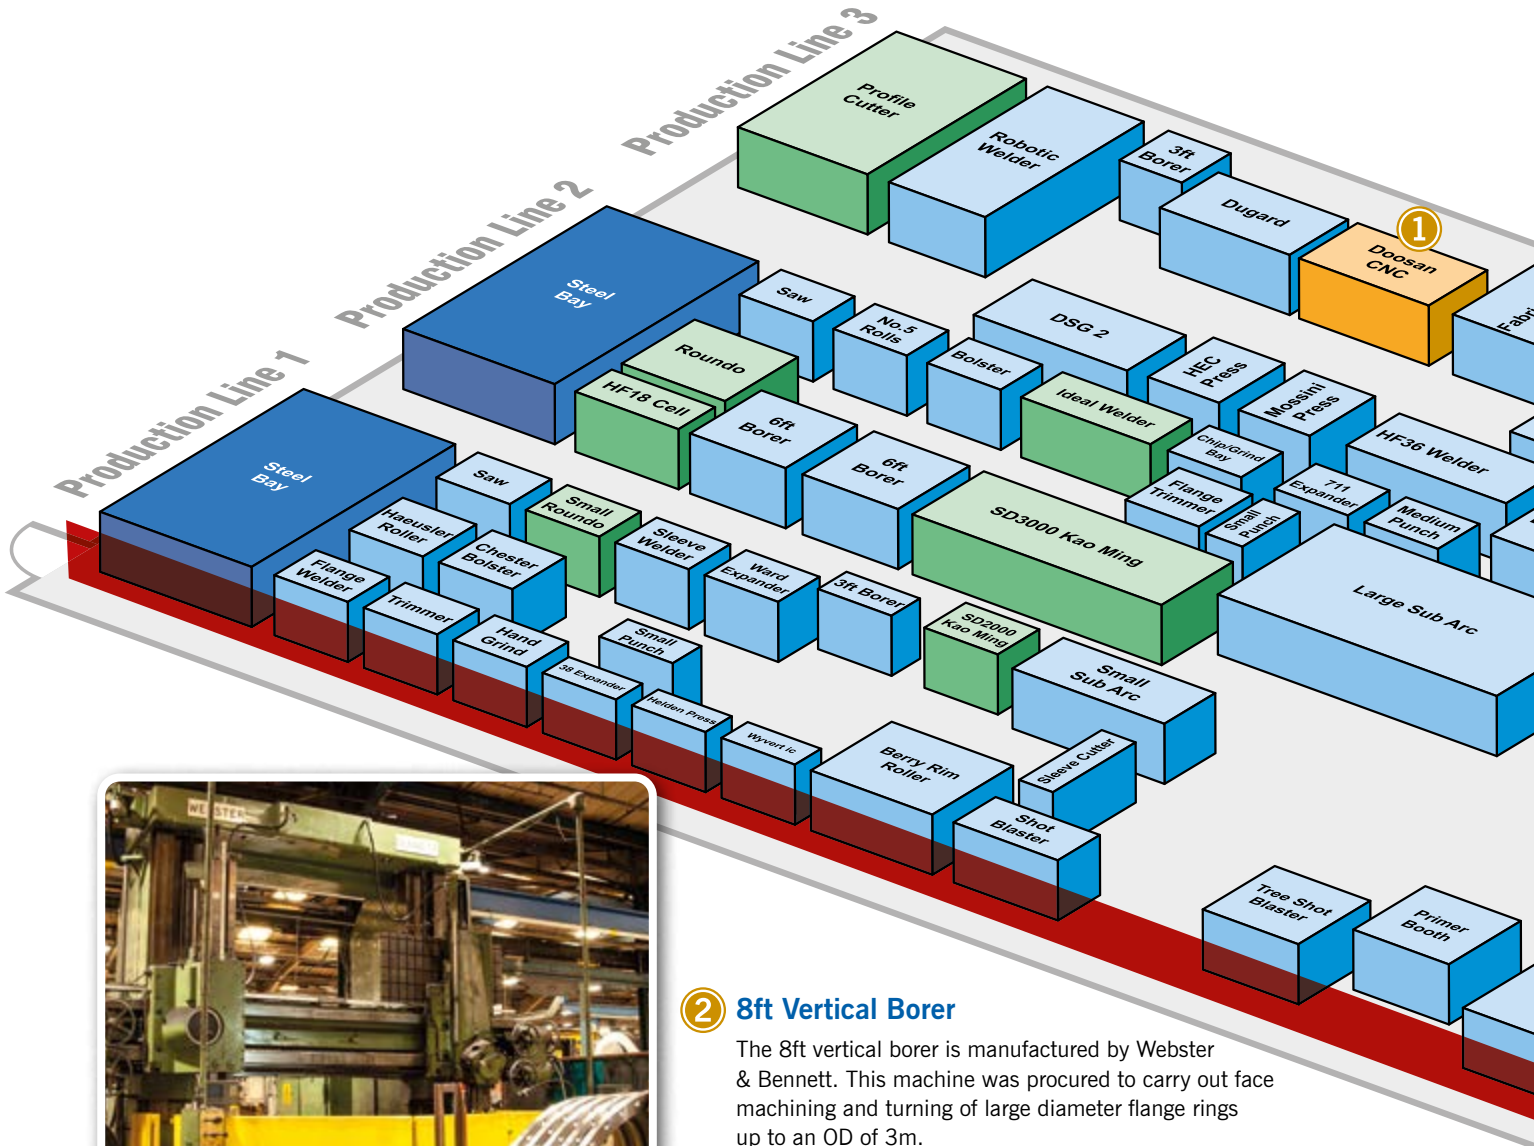 Production Line 3
Production Line 2
Production Line 1
Profile
Cutter
Robotic
Welder
3ft
Borer
Dugard
1
Doosan
CNC
Steel
Bay
Saw
No.5
Rolls
Bolster
DSG 2
HEC
Press
Mossini
Press
HF36 Welder
Roundo
HF18 Cell
6ft
Borer
6ft
Borer
Ideal Welder
Chip/Grind
Bay
Flange
Trimmer
Small
Punch
711
Expander
Medium
Punch
SD3000 Kao Ming
Large Sub Arc
Steel
Bay
Saw
Small
Roundo
Haeusler
Roller
Chester
Bolster
Sleeve
Welder
Ward
Expander
3ft Borer
SD2000
Kao Ming
Small
Sub Arc
Sleeve Cutter
Flange
Welder
Trimmer
Hand
Grind
Small
Punch
38 Expander
Helden Press
Wyvert ic
Berry Rim
Roller
Shot
Blaster
Tree Shot
Blaster
Primer
Booth
WEBSTER
2 8ft Vertical Borer
The 8ft vertical borer is manufactured by Webster
& Bennett. This machine was procured to carry out face
machining and turning of large diameter flange rings
up to an OD of 3m.